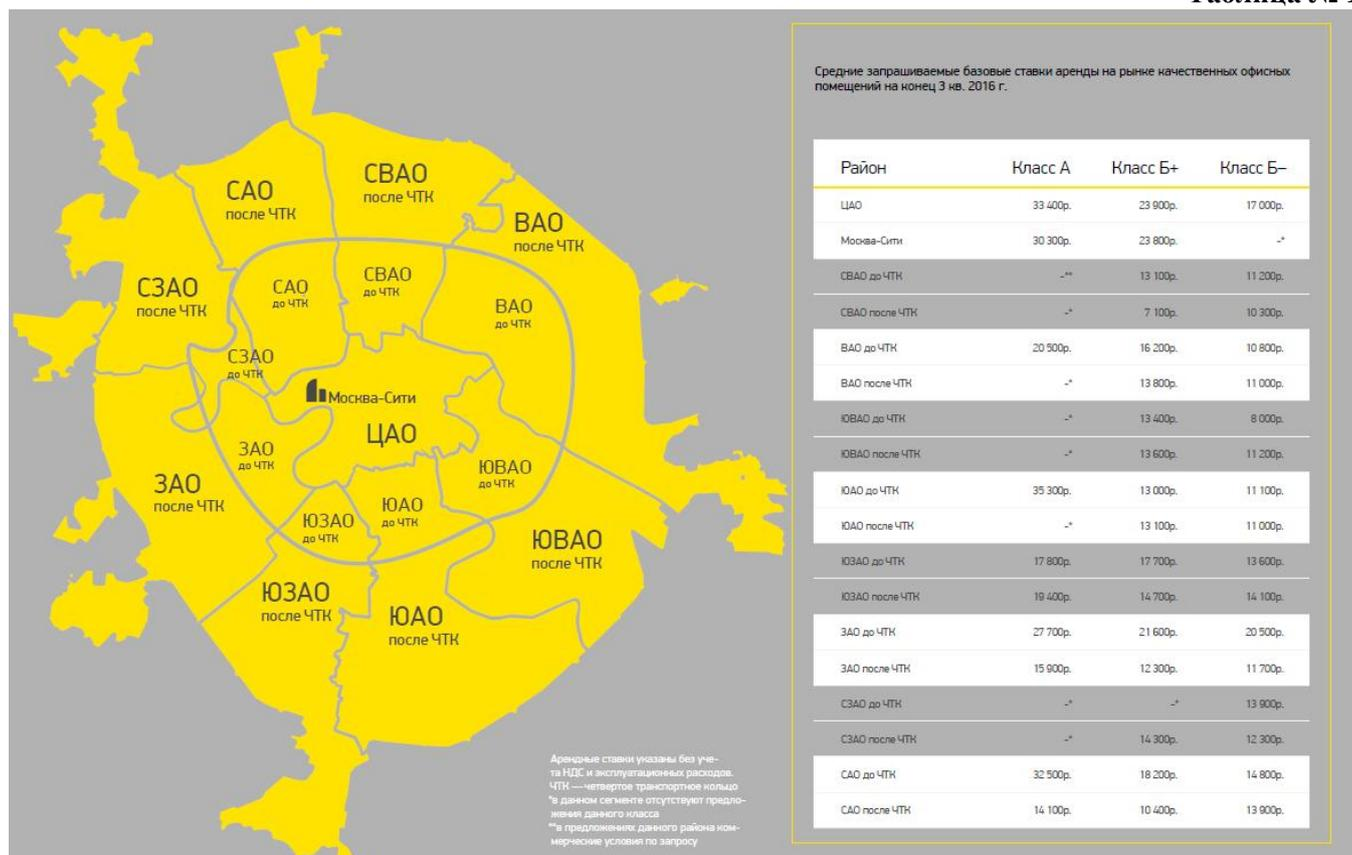 Таблица №
САО
после ЧТК
СВАО
после ЧТК
ВАО
после ЧТК
СЗАО
после ЧТК
САО
до ЧТК
СВАО
до ЧТК
ВАО
до ЧТК
СЗАО
до ЧТК
Москва-Сити
ЦАО
ЗАО
до ЧТК
ЮВАО
до ЧТК
ЗАО
после ЧТК
ЮЗАО
до ЧТК
ЮАО
до ЧТК
ЮВАО
после ЧТК
ЮЗАО
после ЧТК
ЮАО
после ЧТК
Арендные ставки указаны без уче-
та НДС и эксплуатационных расходов.
ЧТК — четвертое транспортное кольцо
*в данном сегменте отсутствуют предло-
жения данного класса
**в предложениях данного района ком-
мерческие условия по запросу
Средние запрашиваемые базовые ставки аренды на рынке качественных офисных
помещений на конец 3 кв. 2016 г.
Район Класс А Класс Б+ Класс Б–
ЦАО 33 400р. 23 900р. 17 000р.
Москва-Сити 30 300р. 23 800р. -*
СВАО до ЧТК -** 13 100р. 11 200р.
СВАО после ЧТК -* 7 100р. 10 300р.
ВАО до ЧТК 20 500р. 16 200р. 10 800р.
ВАО после ЧТК -* 13 800р. 11 000р.
ЮВАО до ЧТК -* 13 400р. 8 000р.
ЮВАО после ЧТК -* 13 600р. 11 200р.
ЮАО до ЧТК 35 300р. 13 000р. 11 100р.
ЮАО после ЧТК -* 13 100р. 11 000р.
ЮЗАО до ЧТК 17 800р. 17 700р. 13 600р.
ЮЗАО после ЧТК 19 400р. 14 700р. 14 100р.
ЗАО до ЧТК 27 700р. 21 600р. 20 500р.
ЗАО после ЧТК 15 900р. 12 300р. 11 700р.
СЗАО до ЧТК -* -* 13 900р.
СЗАО после ЧТК -* 14 300р. 12 300р.
САО до ЧТК 32 500р. 18 200р. 14 800р.
САО после ЧТК 14 100р. 10 400р. 13 900р.